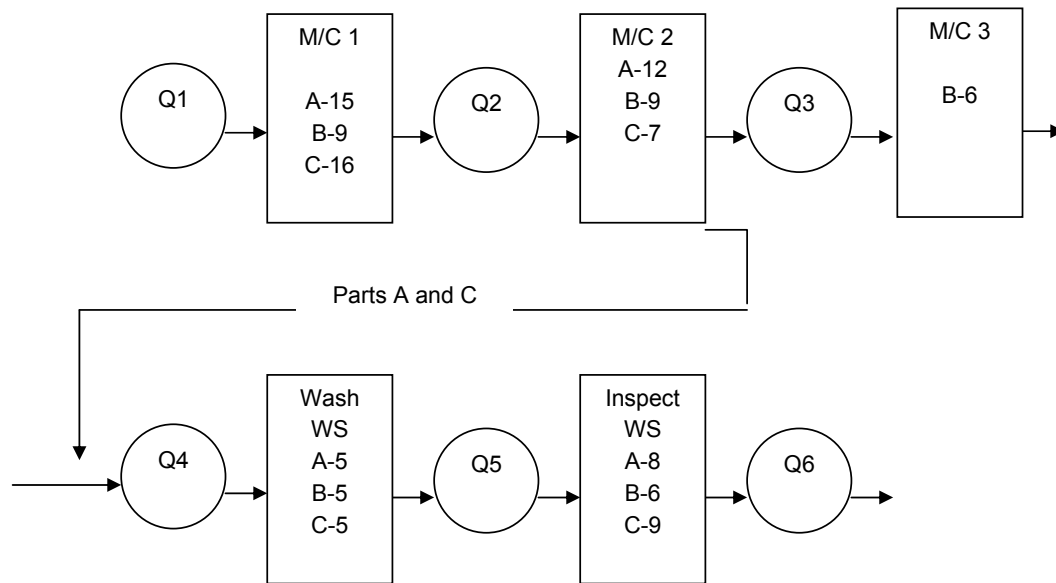 Q1
M/C 1
A-15
B-9
C-16
Q2
M/C 2
A-12
B-9
C-7
Q3
M/C 3
B-6
Parts A and C
Q4
Wash
WS
A-5
B-5
C-5
Q5
Inspect
WS
A-8
B-6
C-9
Q6